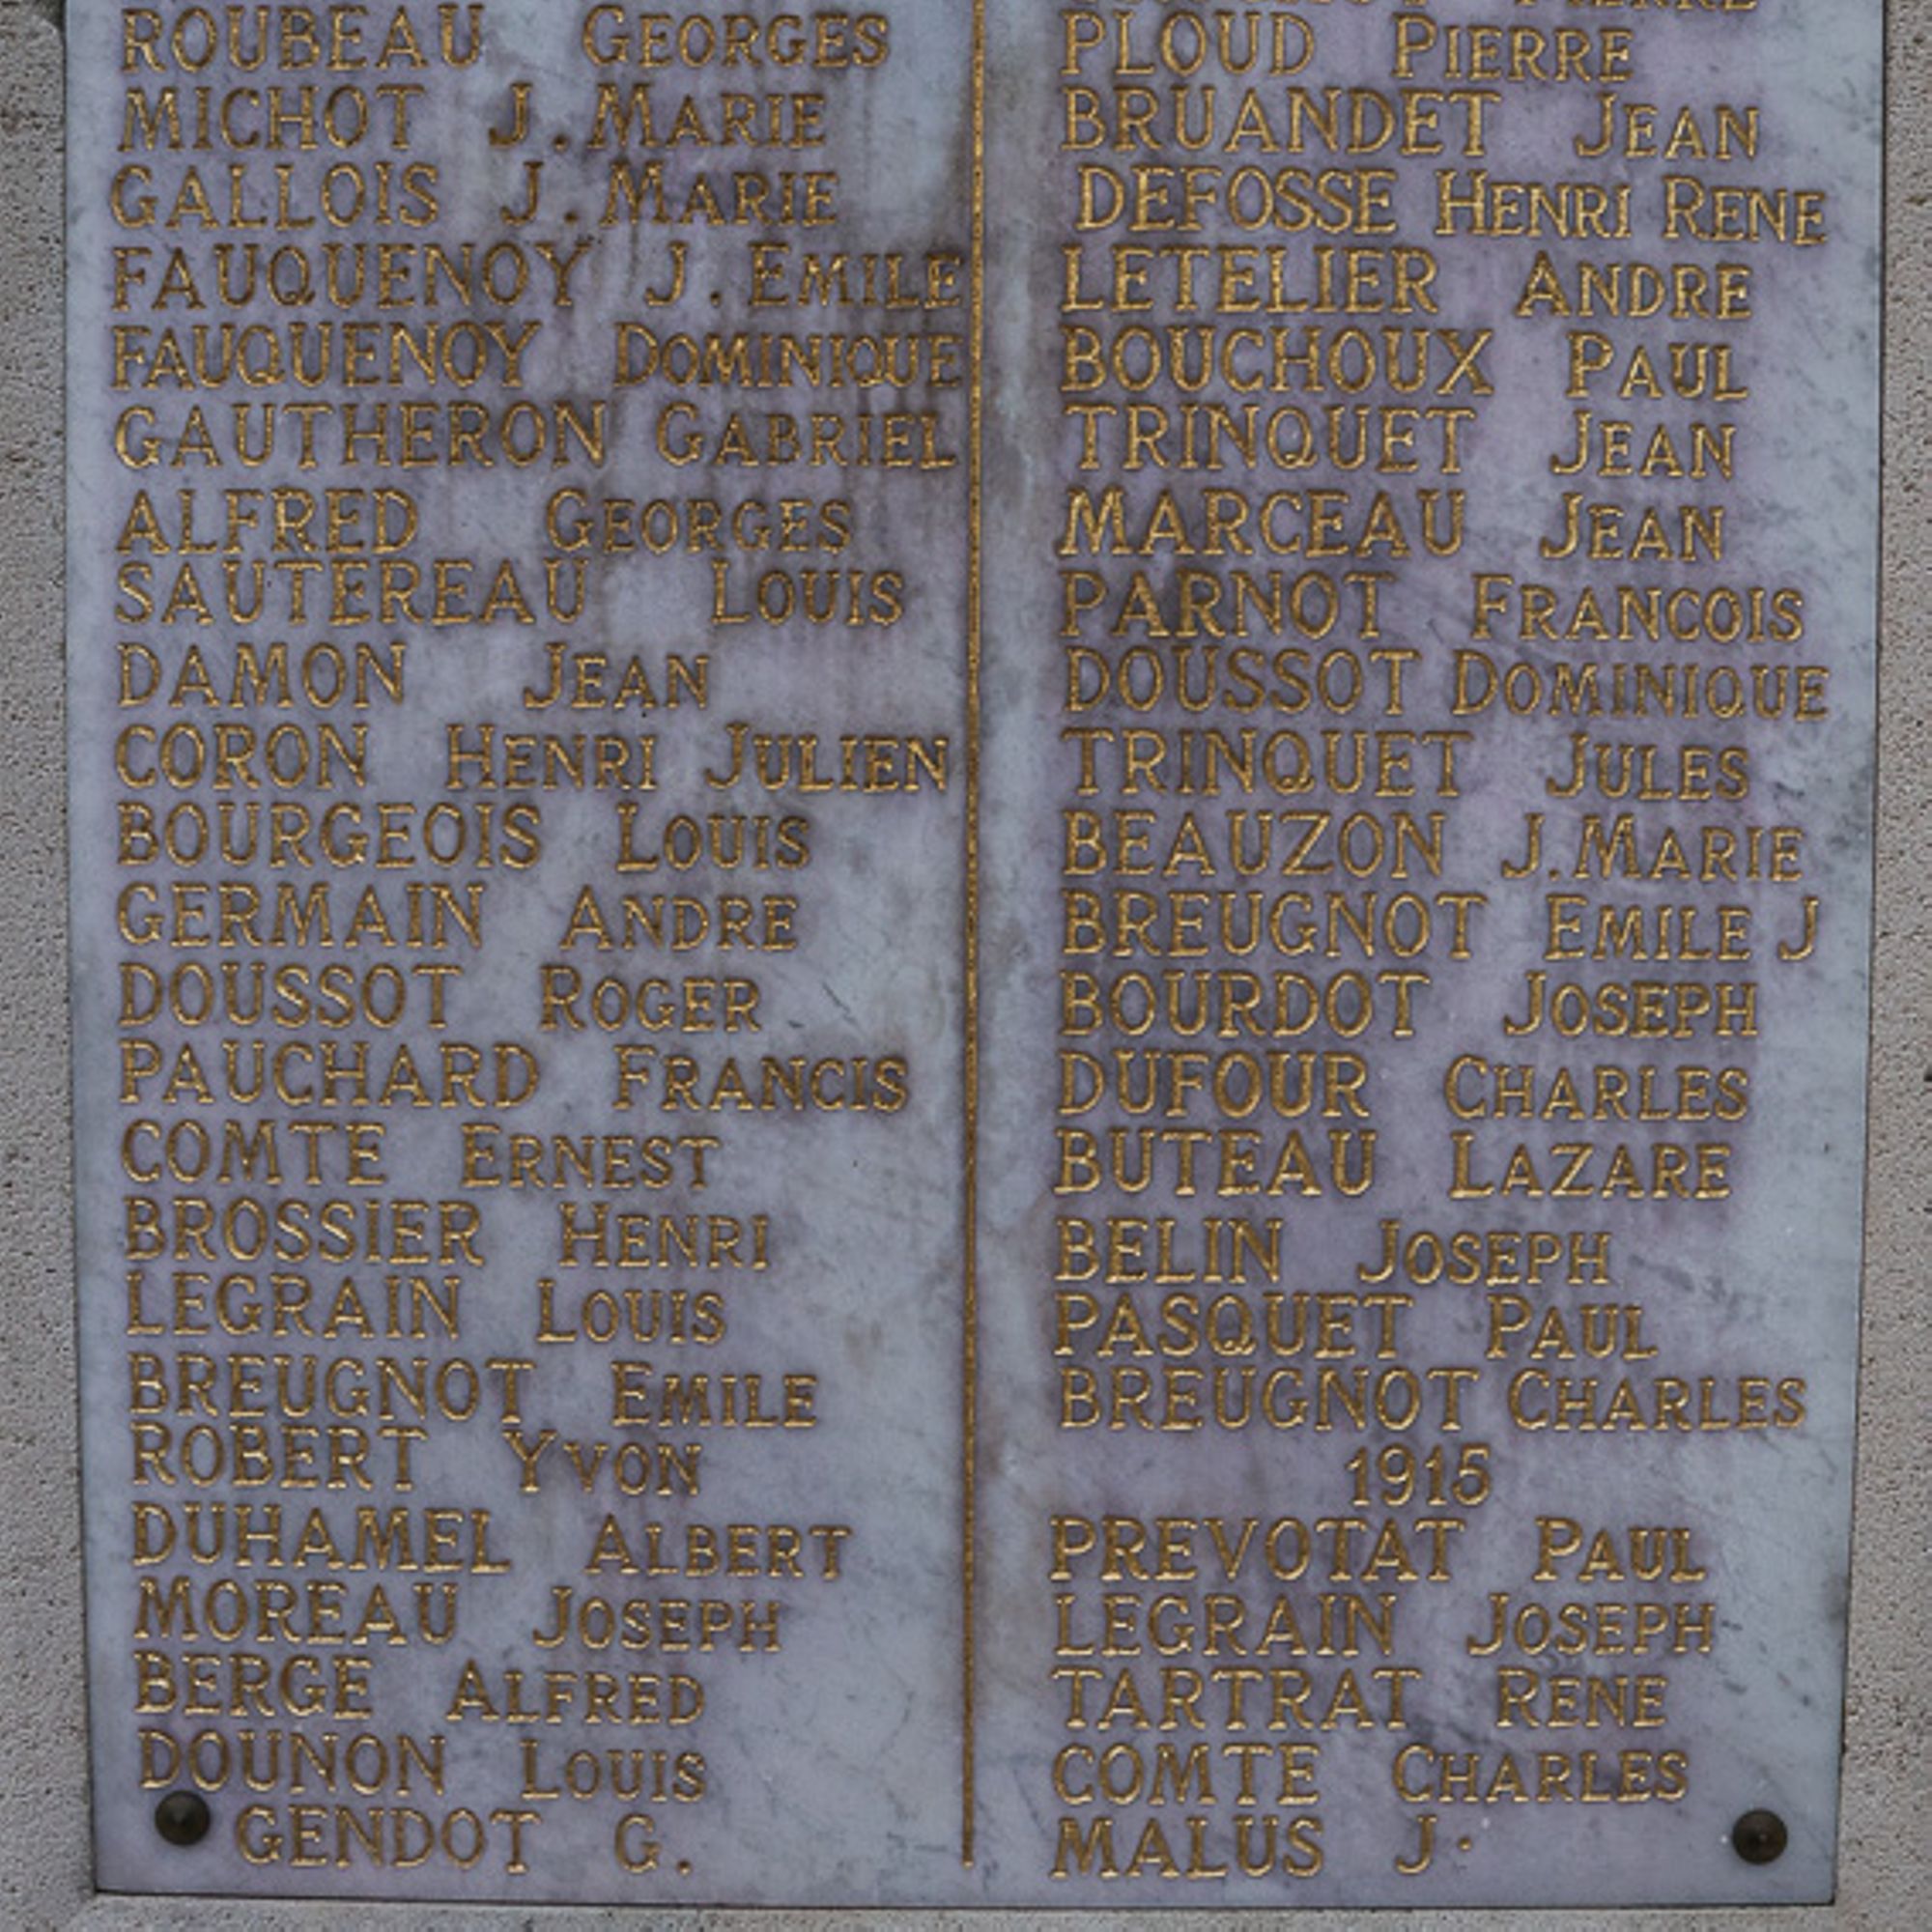 ROUBEAU GEORGES
MICHOT J. MARIE
GALLOIS J. MARIE
FAUQUENOY J. EMILE
FAUQUENOY DOMINIQUE
GAUTHERON GABRIEL
ALFRED GEORGES
SAUTEREAU LOUIS
DAMON JEAN
CORON HENRI JULIEN
BOURGEOIS LOUIS
GERMAIN ANDRE
DOUSSOT ROGER
PAUCHARD FRANCIS
COMTE ERNEST
BROSSIER HENRI
LEGRAIN LOUIS
BREUGNOT EMILE
ROBERT YVON
DUHAMEL ALBERT
MOREAU JOSEPH
BERGE ALFRED
DOUNON LOUIS
GENDOT G.
PIERRE
PLOUD PIERRE
BRUANDET JEAN
DEFOSSE HENRI RENE
LETELIER ANDRE
BOUCHOUX PAUL
TRINQUET JEAN
MARCEAU JEAN
PARNOT FRANCOIS
DOUSSOT DOMINIQUE
TRINQUET JULES
BEAUZON J. MARIE
BREUGNOT EMILE J
BOURDOT JOSEPH
DUFOUR CHARLES
BUTEAU LAZARE
BELIN JOSEPH
PASQUET PAUL
BREUGNOT CHARLES
1915
PREVOTAT PAUL
LEGRAIN JOSEPH
TARTRAT RENE
COMTE CHARLES
MALUS J.